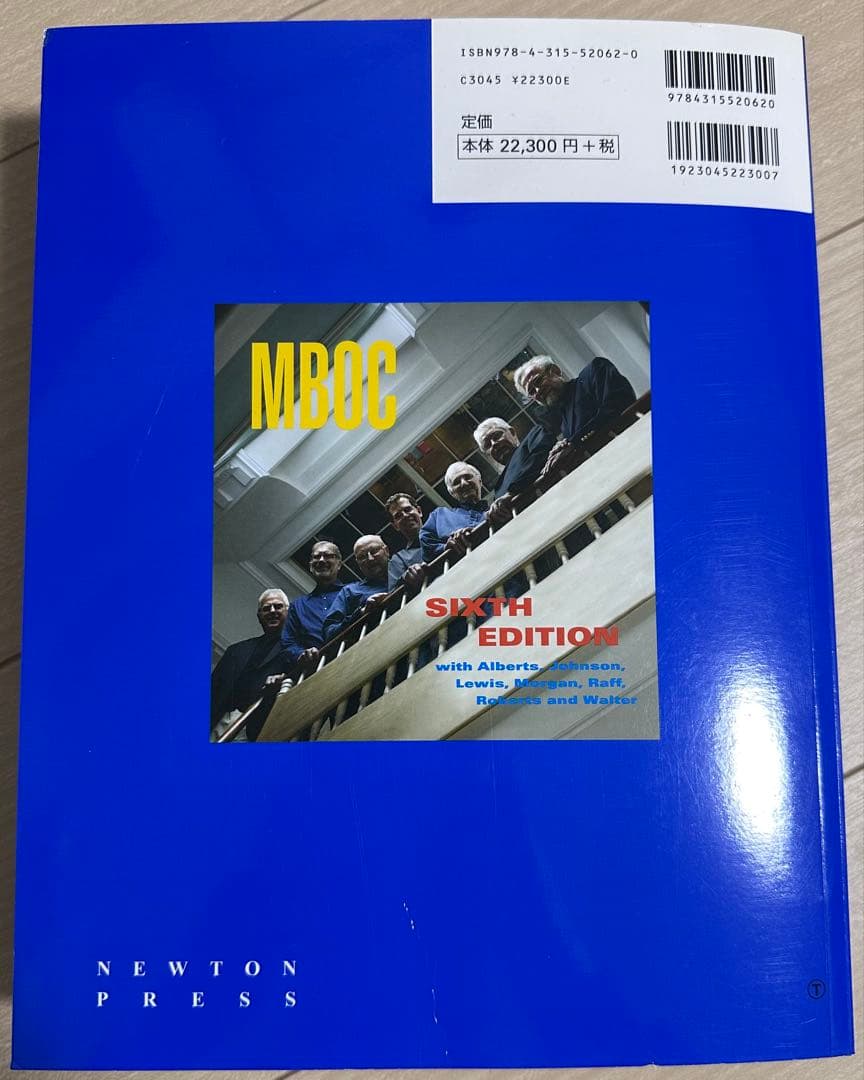 ISBN978-4-315-52062-0
C3045 ¥22300E
定価
本体 22,300 円+税
9784315520620
1923045223007
MBOC
SIXTH
EDITION
with Alberts, Johnson,
Lewis, Morgan, Raff,
Roberts and Walter
NEWTON
PRESS
T